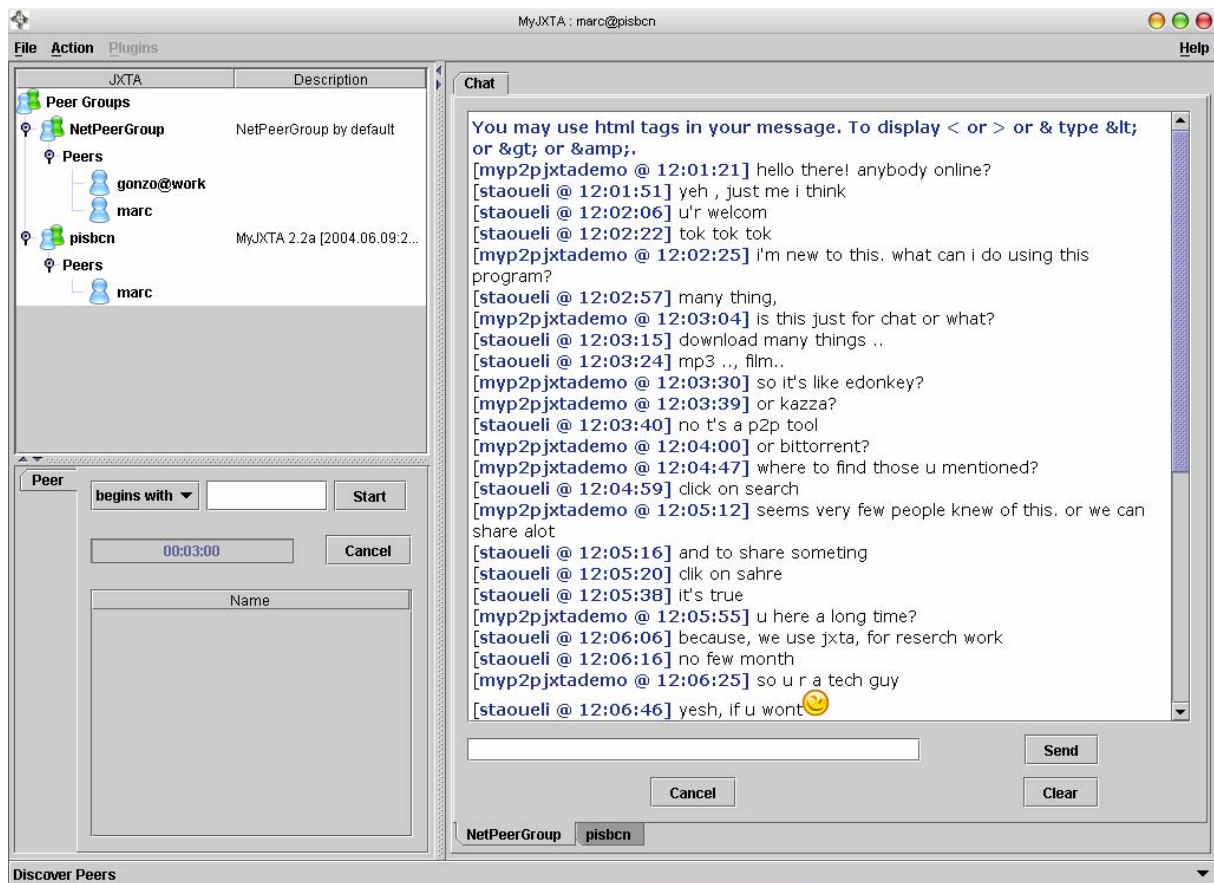 MyJXTA : marc@pisbcn
File Action Plugins Help
JXTA Description
Peer Groups
NetPeerGroup NetPeerGroup by default
Peers
gonzo@work
marc
pisbcn MyJXTA 2.2a [2004.06.09:2...
Peers
marc
Peer
begins with Start
00:03:00 Cancel
Name
Chat
You may use html tags in your message. To display < or > or & type &lt;
or &gt; or &amp;.
[myp2pjxtademo @ 12:01:21] hello there! anybody online?
[staoueli @ 12:01:51] yeh , just me i think
[staoueli @ 12:02:06] u'r welcom
[staoueli @ 12:02:22] tok tok tok
[myp2pjxtademo @ 12:02:25] i'm new to this. what can i do using this
program?
[staoueli @ 12:02:57] many thing,
[myp2pjxtademo @ 12:03:04] is this just for chat or what?
[staoueli @ 12:03:15] download many things ..
[staoueli @ 12:03:24] mp3 .., film..
[myp2pjxtademo @ 12:03:30] so it's like edonkey?
[myp2pjxtademo @ 12:03:39] or kazza?
[staoueli @ 12:03:40] no t's a p2p tool
[myp2pjxtademo @ 12:04:00] or bittorrent?
[myp2pjxtademo @ 12:04:47] where to find those u mentioned?
[staoueli @ 12:04:59] click on search
[myp2pjxtademo @ 12:05:12] seems very few people knew of this. or we can
share alot
[staoueli @ 12:05:16] and to share someting
[staoueli @ 12:05:20] clik on sahre
[staoueli @ 12:05:38] it's true
[myp2pjxtademo @ 12:05:55] u here a long time?
[staoueli @ 12:06:06] because, we use jxta, for reserch work
[staoueli @ 12:06:16] no few month
[myp2pjxtademo @ 12:06:25] so u r a tech guy
[staoueli @ 12:06:46] yesh, if u wont
Send
Cancel Clear
NetPeerGroup pisbcn
Discover Peers